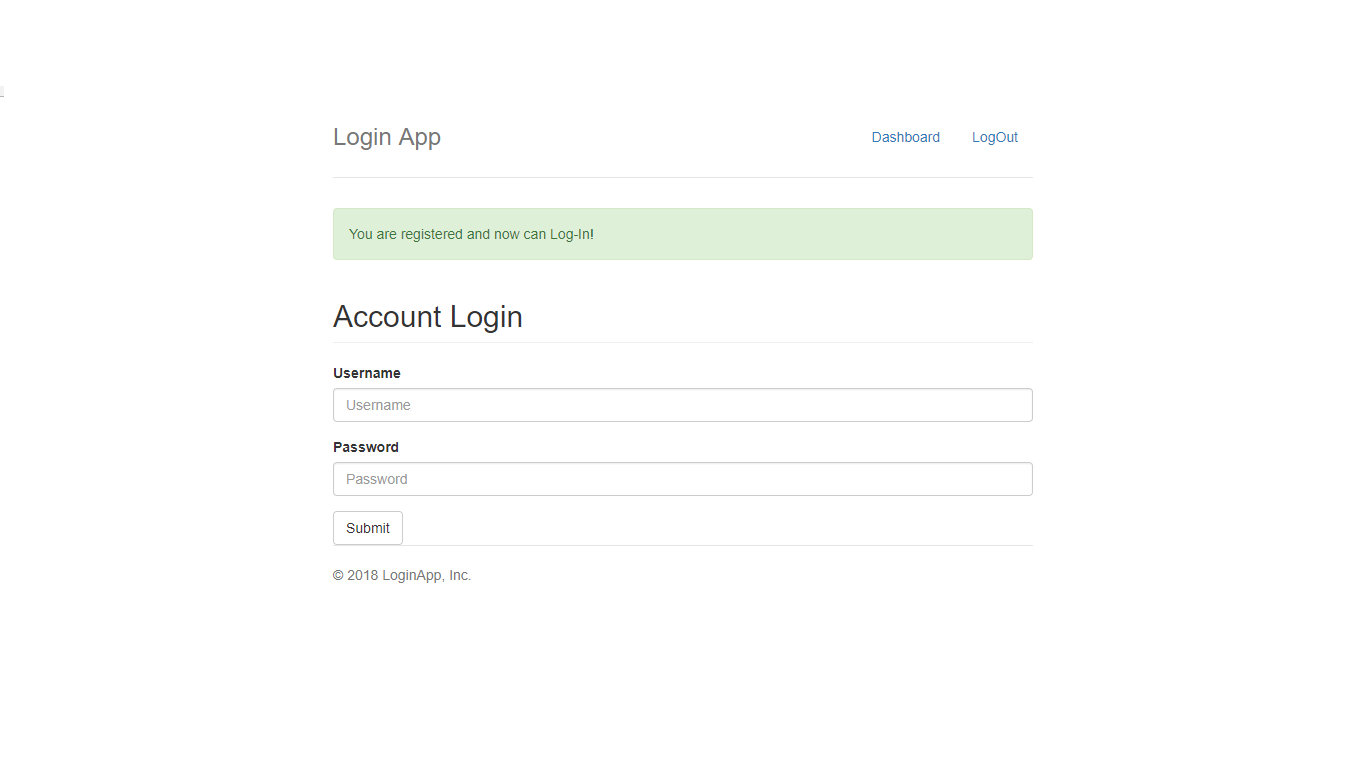 Login App
Dashboard LogOut
You are registered and now can Log-In!
Account Login
Username
Username
Password
Password
Submit
© 2018 LoginApp, Inc.